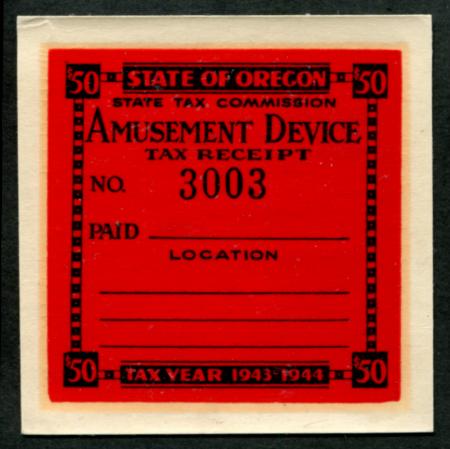 $50 STATE OF OREGON $50
STATE TAX COMMISSION
AMUSEMENT DEVICE
TAX RECEIPT
NO. 3003
PAID
LOCATION
$50 TAX YEAR 1943-1944 $50